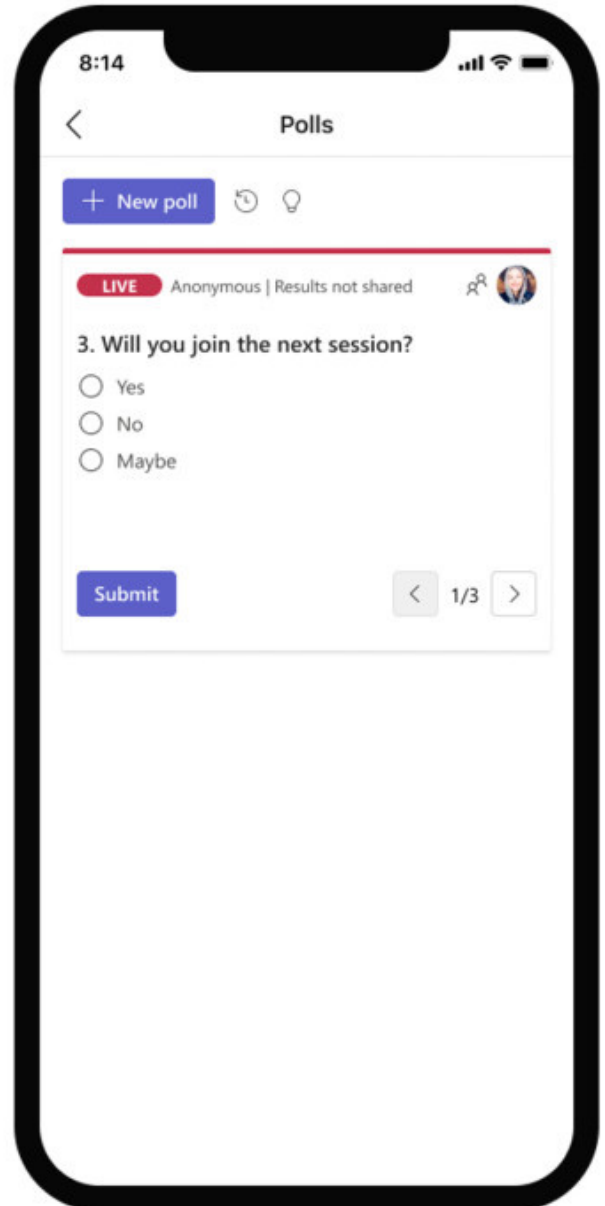 8:14
Polls
+ New poll
LIVE Anonymous | Results not shared
3. Will you join the next session?
Yes
No
Maybe
Submit < 1/3 >